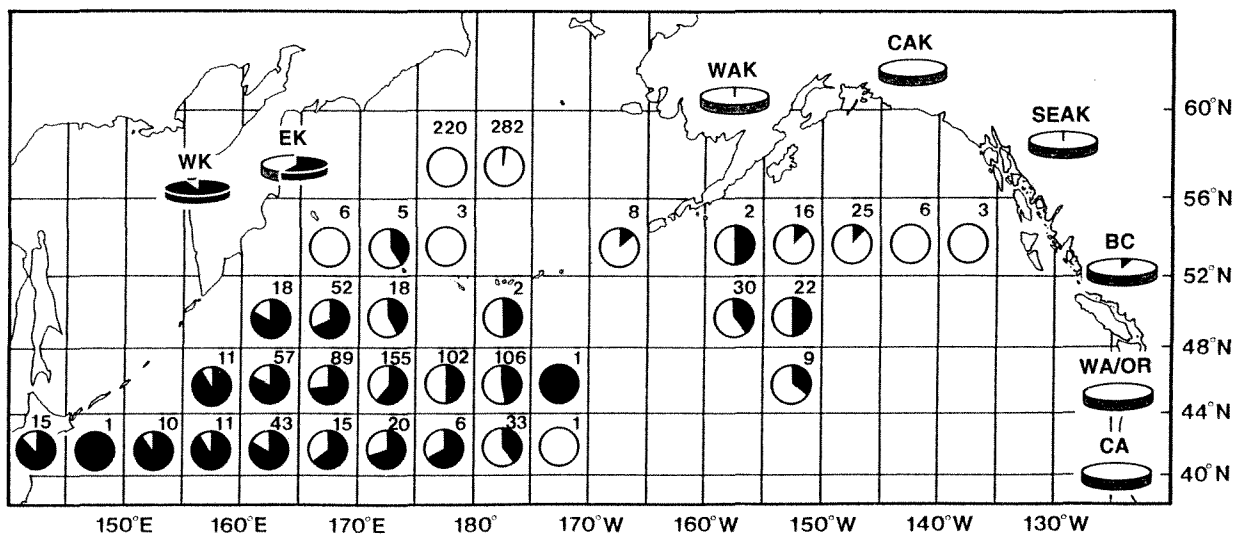 CAK
WAK
60°N
SEAK
220 282
EK
WK
56°N
6 5 3 8 2 16 25 6 3
BC
52°N
18 52 18 2 30 22
48°N
11 57 89 155 102 106 1 9
WA/OR
44°N
15 1 10 11 43 15 20 6 33 1
CA
40°N
150°E 160°E 170°E 180° 170°W 160°W 150°W 140°W 130°W